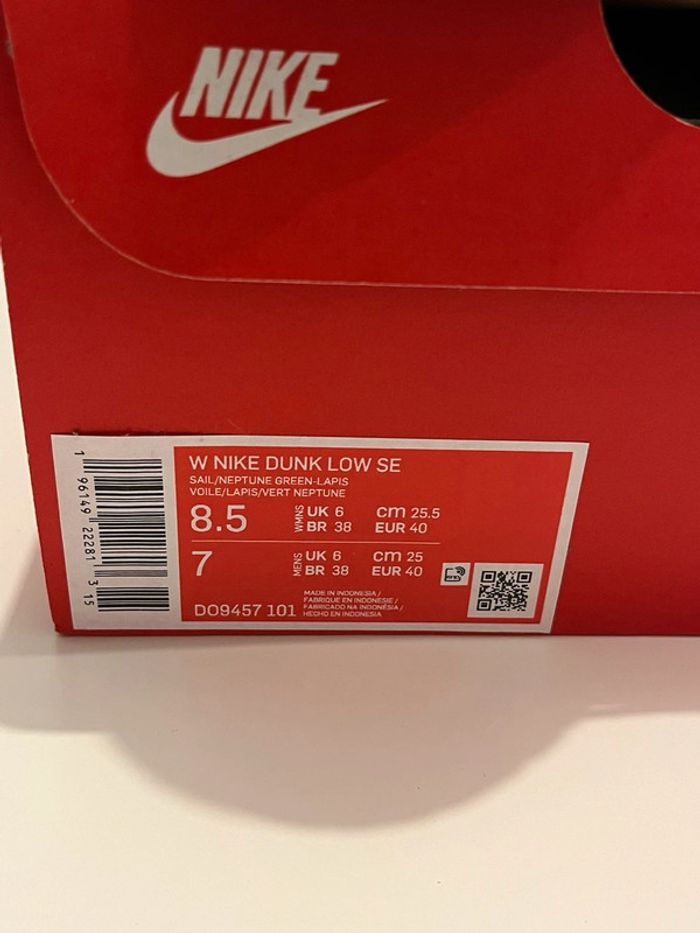 NIKE
W NIKE DUNK LOW SE
SAIL/NEPTUNE GREEN-LAPIS
VOILE/LAPIS/VERT NEPTUNE
8.5 WMNS UK 6 cm 25.5
BR 38 EUR 40
7 MENS UK 6 cm 25
BR 38 EUR 40
DO9457 101
MADE IN INDONESIA /
FABRIQUE EN INDONESIE /
FABRICADO NA INDONÉSIA /
HECHO EN INDONESIA
1 96149 22281 3 15